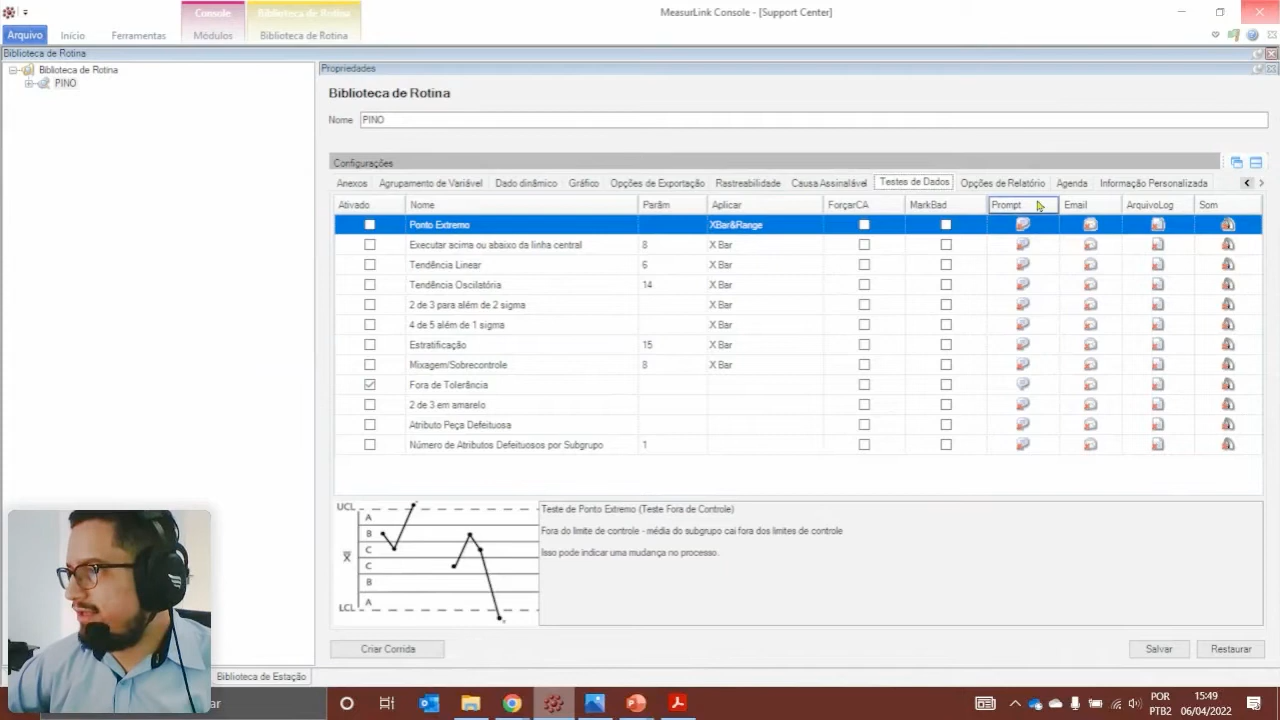 Console
Biblioteca de Rotina
MeasurLink Console - [Support Center]
Arquivo
Início
Ferramentas
Módulos
Biblioteca de Rotina
Biblioteca de Rotina
Biblioteca de Rotina
PINO
Propriedades
Biblioteca de Rotina
Nome PINO
Configurações
Anexos Agrupamento de Variável Dado dinâmico Gráfico Opções de Exportação Rastreabilidade Causa Assinalável Testes de Dados Opções de Relatório Agenda Informação Personalizada
Ativado Nome Parâm Aplicar ForçarCA MarkBad Prompt Email ArquivoLog Som
Ponto Extremo XBar&Range
Executar acima ou abaixo da linha central 8 X Bar
Tendência Linear 6 X Bar
Tendência Oscilatória 14 X Bar
2 de 3 para além de 2 sigma X Bar
4 de 5 além de 1 sigma X Bar
Estratificação 15 X Bar
Mixagem/Sobrecontrole 8 X Bar
Fora de Tolerância
2 de 3 em amarelo
Atributo Peça Defeituosa
Número de Atributos Defeituosos por Subgrupo 1
UCL
A
B
C
X
C
B
A
LCL
Teste de Ponto Extremo (Teste Fora de Controle)
Fora do limite de controle - média do subgrupo cai fora dos limites de controle
Isso pode indicar uma mudança no processo.
Criar Corrida
Salvar
Restaurar
Biblioteca de Estação
ar
POR
PTB2
15:49
06/04/2022